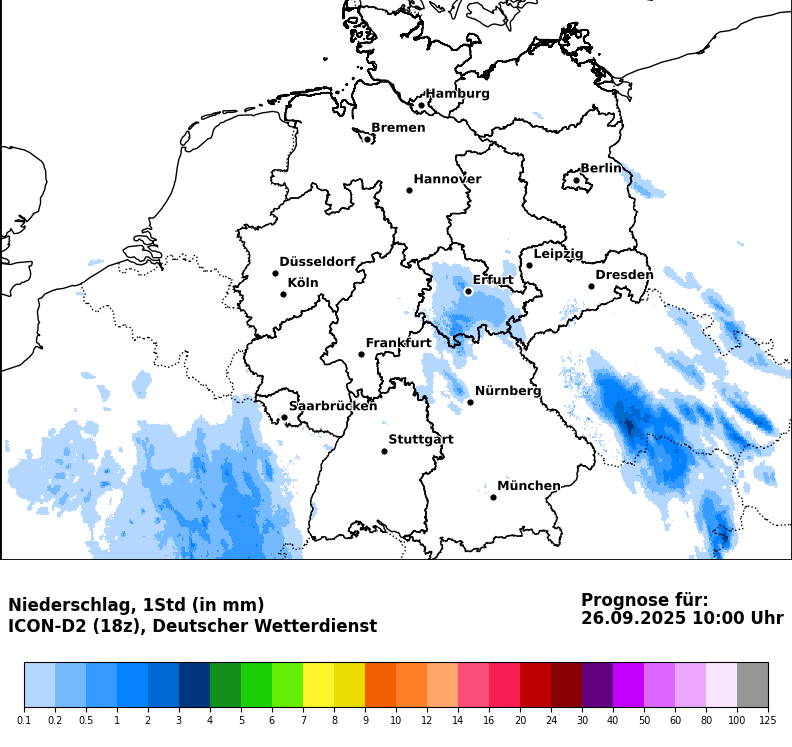 Hamburg
Bremen
Berlin
Hannover
Leipzig
Düsseldorf
Dresden
Köln
Erfurt
Frankfurt
Nürnberg
Saarbrücken
Stuttgart
München
Niederschlag, 1Std (in mm)
ICON-D2 (18z), Deutscher Wetterdienst
Prognose für:
26.09.2025 10:00 Uhr
0.1 0.2 0.5 1 2 3 4 5 6 7 8 9 10 12 14 16 20 24 30 40 50 60 80 100 125